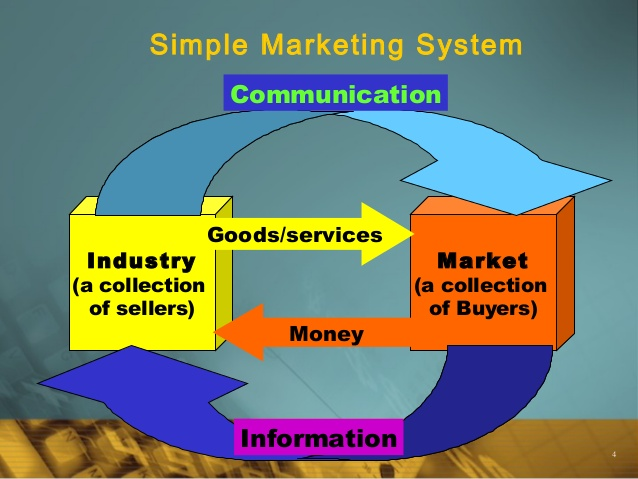 Simple Marketing System
Communication
Goods/services
Industry
(a collection
of sellers)
Market
(a collection
of Buyers)
Money
Information
4